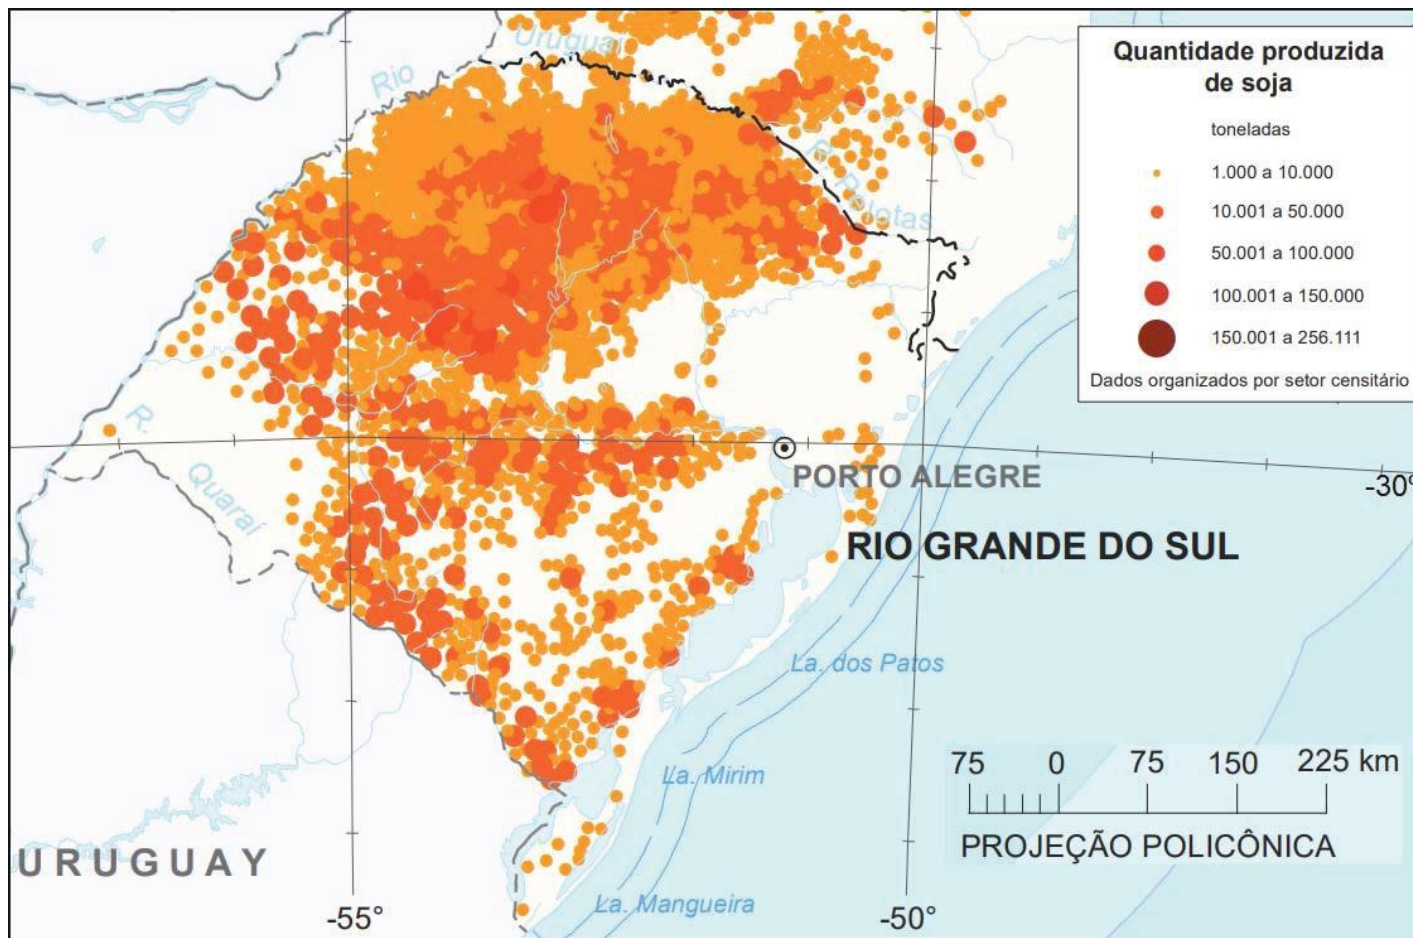 Uruguai
Rio
R. Pelotas
R.
Quaraí
PORTO ALEGRE
RIO GRANDE DO SUL
-30°
La. dos Patos
La. Mirim
La. Mangueira
URUGUAY
-55°
-50°
Quantidade produzida
de soja
toneladas
1.000 a 10.000
10.001 a 50.000
50.001 a 100.000
100.001 a 150.000
150.001 a 256.111
Dados organizados por setor censitário
75 0 75 150 225 km
PROJEÇÃO POLICÔNICA